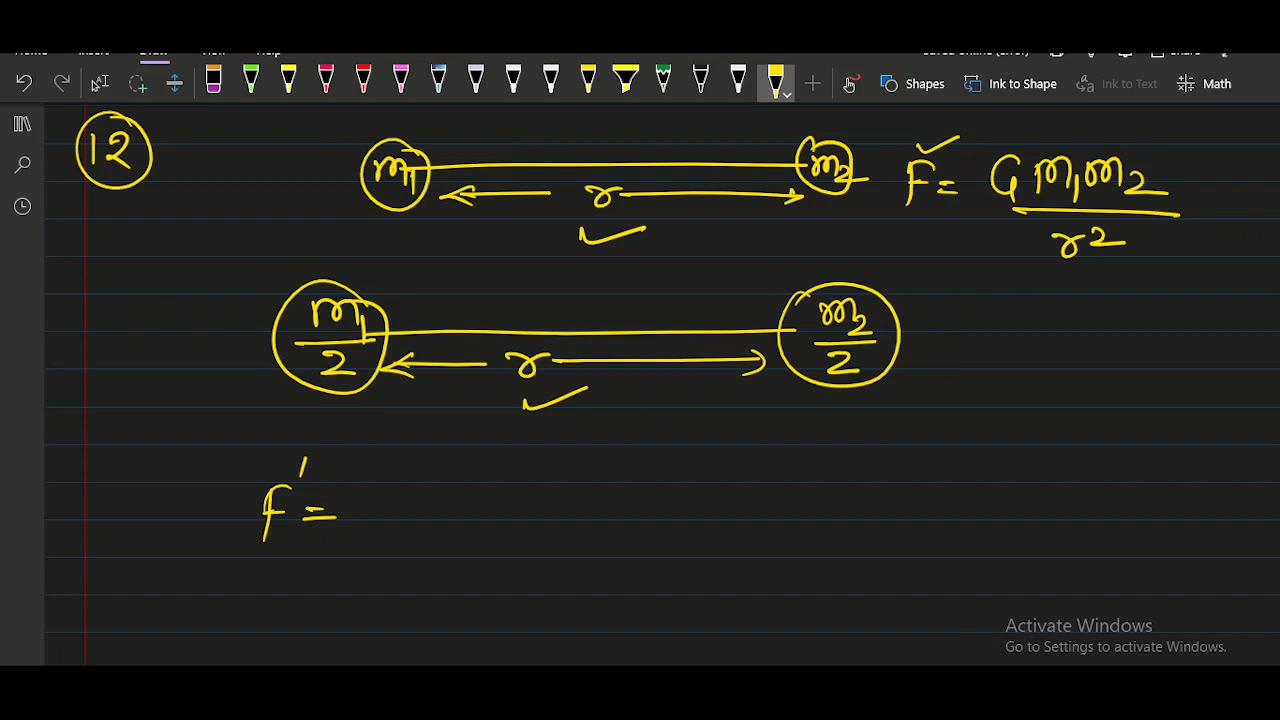 Shapes Ink to Shape Ink to Text Math
12
m1 m2 F = G m1 m2 / r2
r
m1/2 m2/2
r
F' =
Activate Windows
Go to Settings to activate Windows.